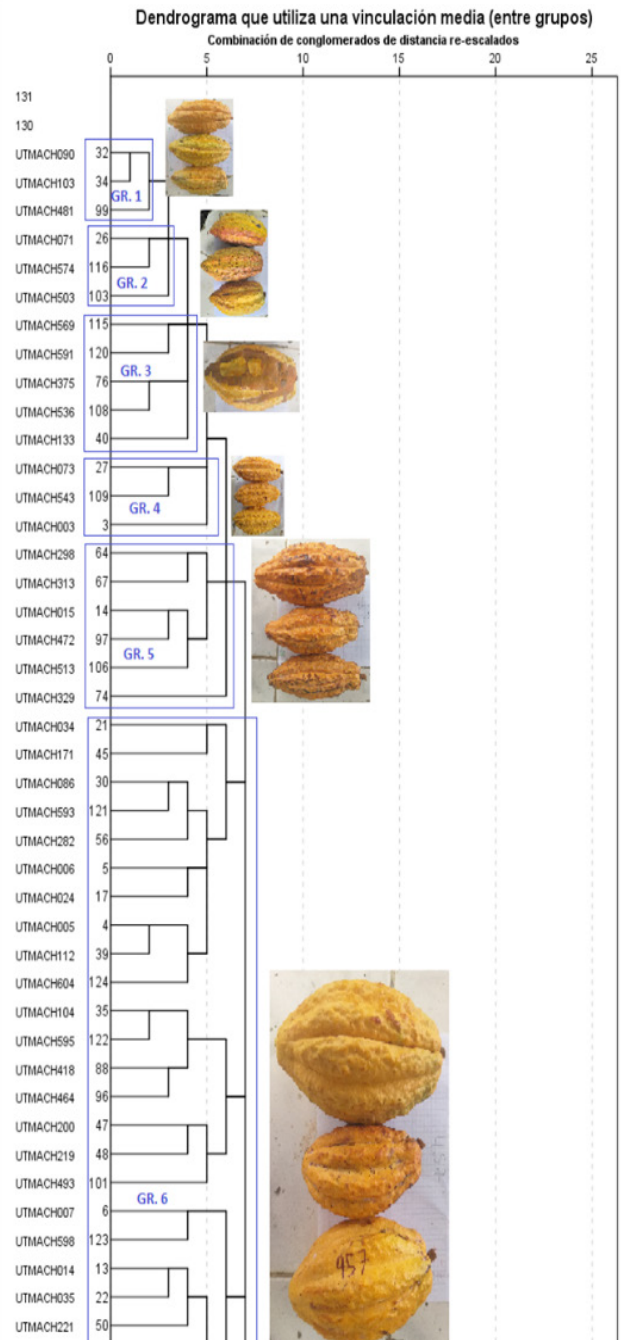 Dendrograma que utiliza una vinculación media (entre grupos)
Combinación de conglomerados de distancia re-escalados
0 5 10 15 20 25
131
130
UTMACH090 32
UTMACH103 34
GR. 1
UTMACH481 99
UTMACH071 26
UTMACH574 116
GR. 2
UTMACH503 103
UTMACH569 115
UTMACH591 120
GR. 3
UTMACH375 76
UTMACH536 108
UTMACH133 40
UTMACH073 27
UTMACH543 109
GR. 4
UTMACH003 3
UTMACH298 64
UTMACH313 67
UTMACH015 14
UTMACH472 97
GR. 5
UTMACH513 106
UTMACH329 74
UTMACH034 21
UTMACH171 45
UTMACH086 30
UTMACH593 121
UTMACH282 56
UTMACH006 5
UTMACH024 17
UTMACH005 4
UTMACH112 39
UTMACH604 124
UTMACH104 35
UTMACH595 122
UTMACH418 88
UTMACH464 96
UTMACH200 47
UTMACH219 48
UTMACH493 101
GR. 6
UTMACH007 6
UTMACH598 123
UTMACH014 13
457
UTMACH035 22
UTMACH221 50